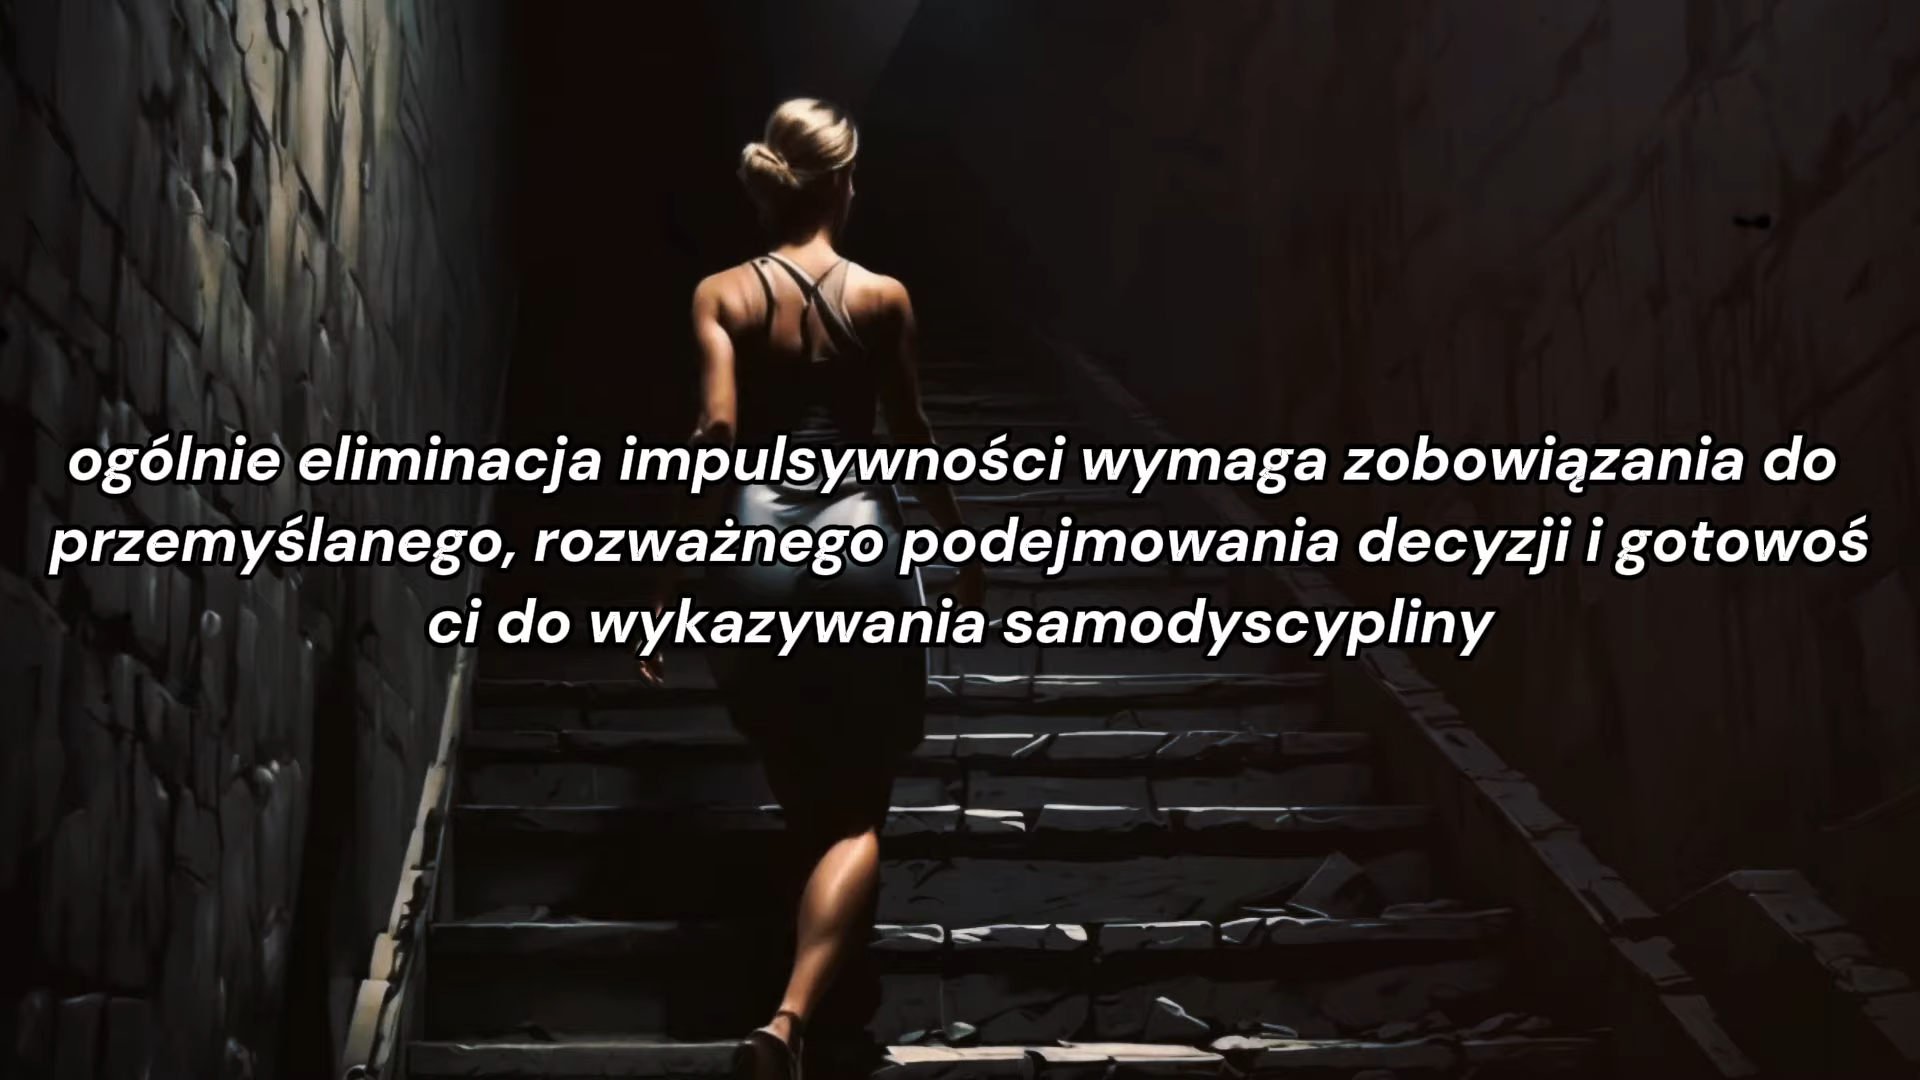 ogólnie eliminacja impulsywności wymaga zobowiązania do
przemyślanego, rozważnego podejmowania decyzji i gotowoś
ci do wykazywania samodyscypliny